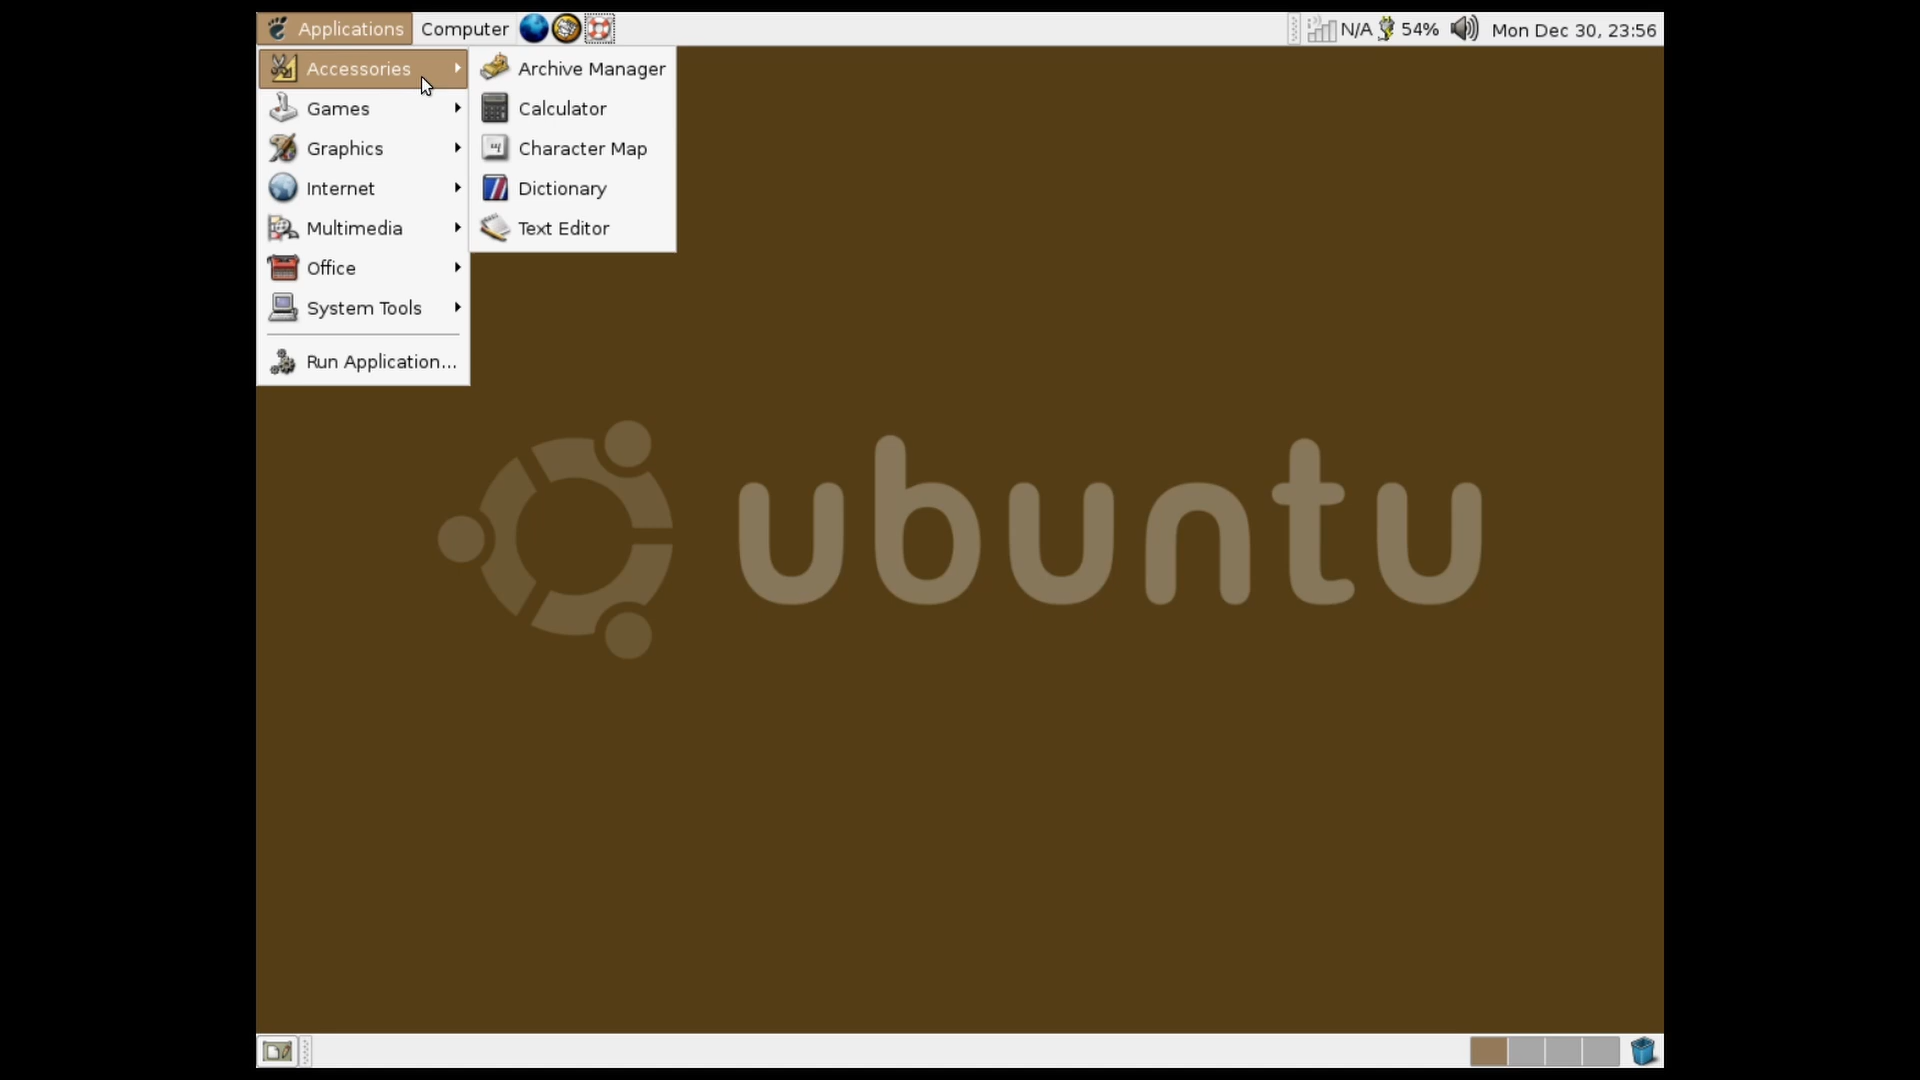 Applications Computer N/A 54% Mon Dec 30, 23:56
Accessories
Games
Graphics
Internet
Multimedia
Office
System Tools
Run Application...
Archive Manager
Calculator
Character Map
Dictionary
Text Editor
ubuntu